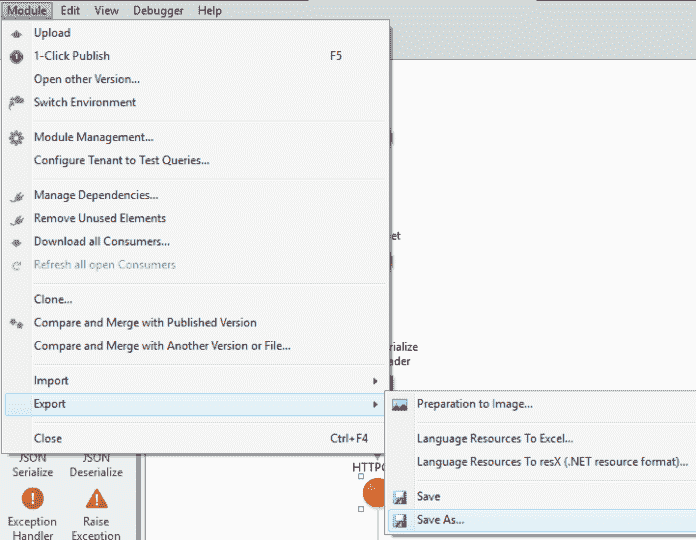 Module Edit View Debugger Help
Upload
1-Click Publish F5
Open other Version...
Switch Environment
Module Management...
Configure Tenant to Test Queries...
Manage Dependencies...
Remove Unused Elements
Download all Consumers...
Refresh all open Consumers
Clone...
Compare and Merge with Published Version
Compare and Merge with Another Version or File...
Import
Export
Close Ctrl+F4
Preparation to Image...
Language Resources To Excel...
Language Resources To resX (.NET resource format)...
Save
Save As...
et
rialize
ader
JSON JSON
Serialize Deserialize
Exception Raise
Handler Exception
HTTPG